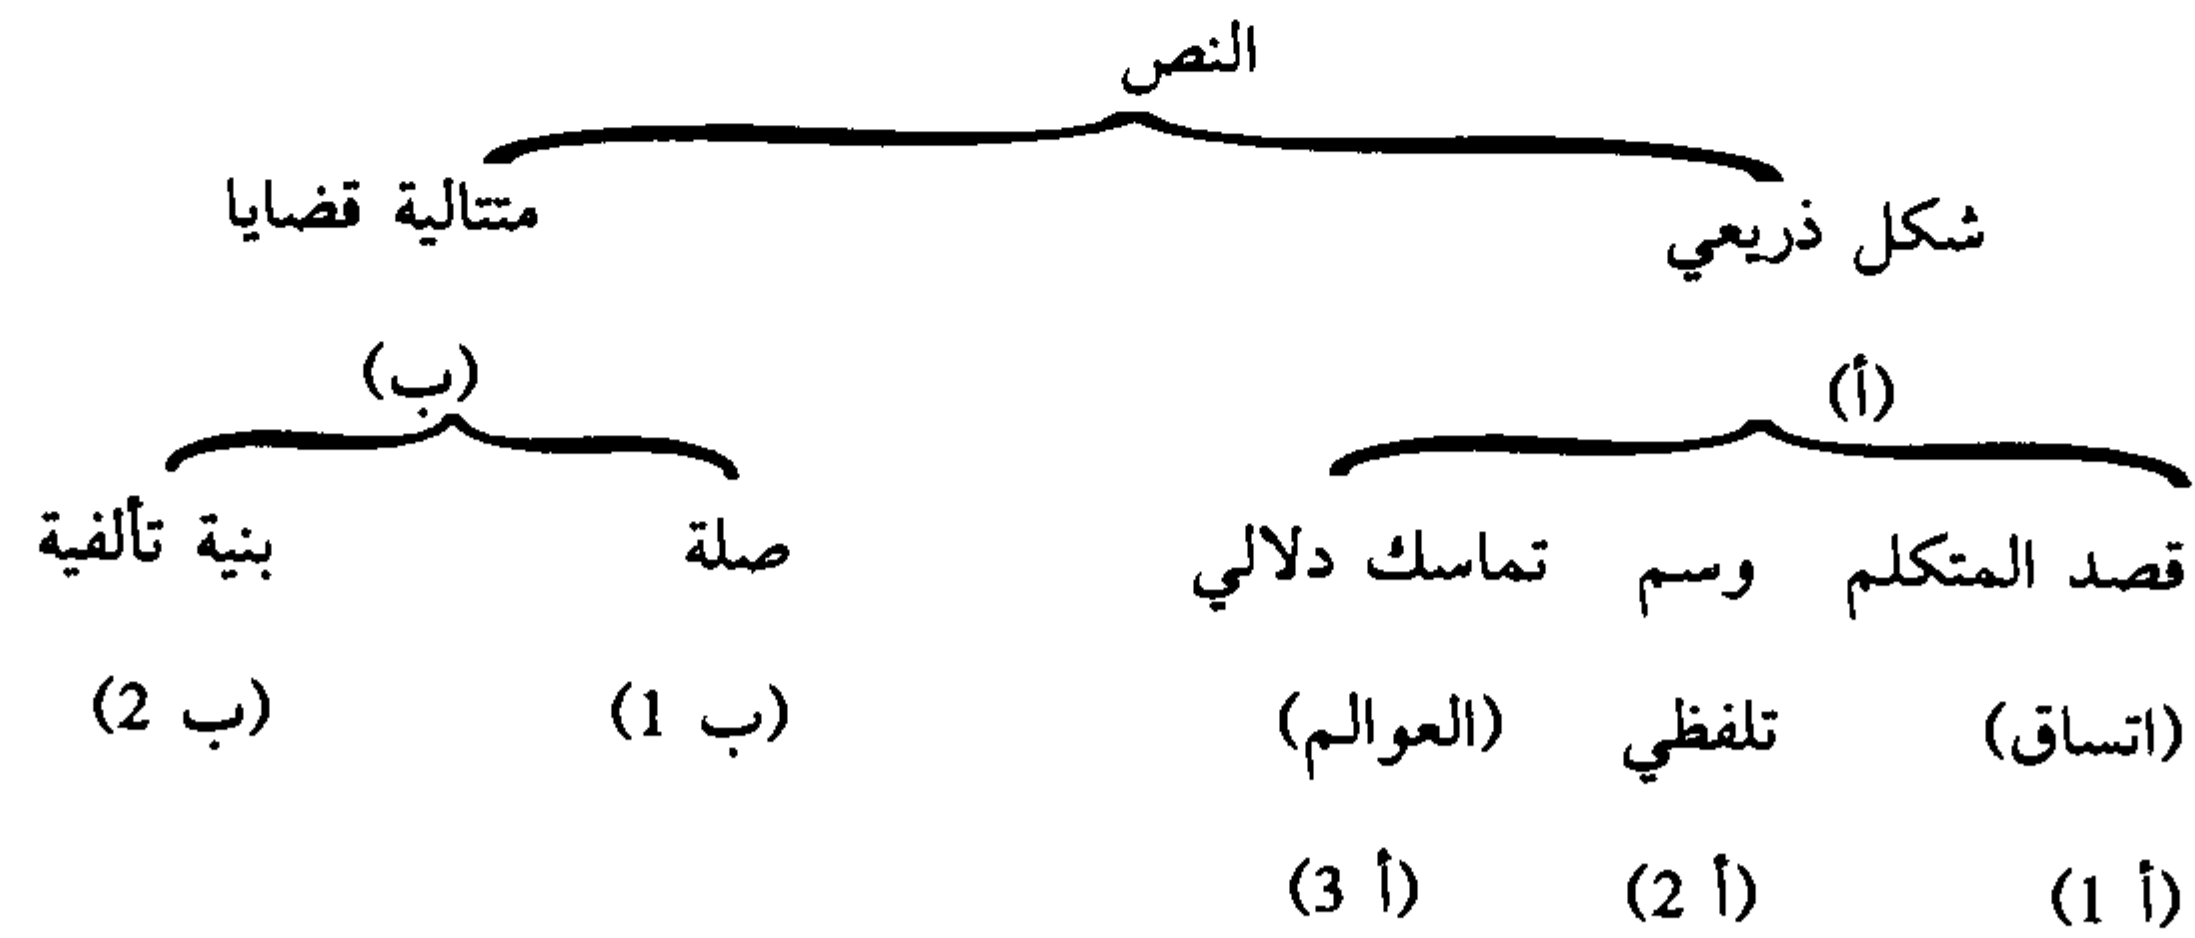 النص
شكل ذريعي متتالية قضايا
(أ) (ب)
قصد المتكلم وسم تماسك دلالي صلة بنية تألفية
(اتساق) تلفظي (العوالم) (ب 1) (ب 2)
(أ 1) (أ 2) (أ 3)